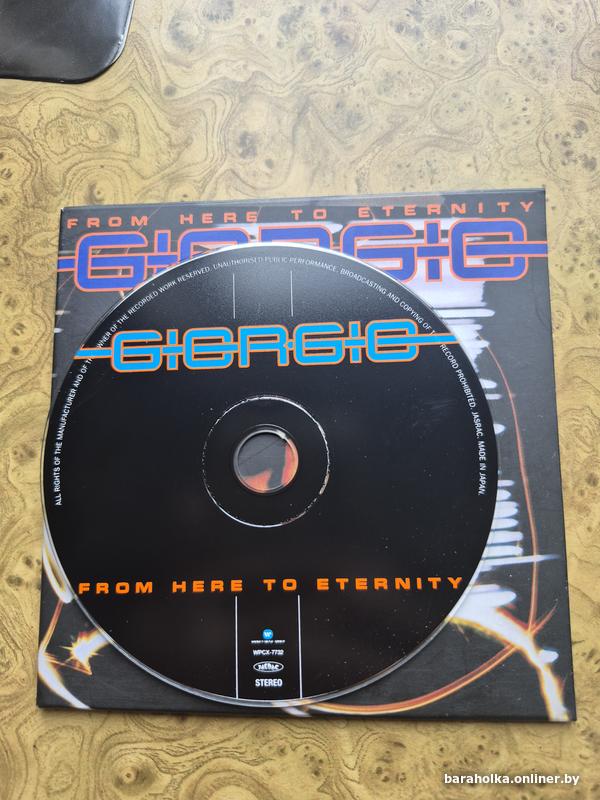 FROM HERE TO ETERNITY
GIORGIO
ALL RIGHTS OF THE MANUFACTURER AND OF THE OWNER OF THE RECORDED WORK RESERVED. UNAUTHORISED PUBLIC PERFORMANCE, BROADCASTING AND COPYING OF T RECORD PROHIBITED. JASRAC. MADE IN JAPAN.
GIORGIO
FROM HERE TO ETERNITY
WPCX-7732
STEREO
baraholka.onliner.by